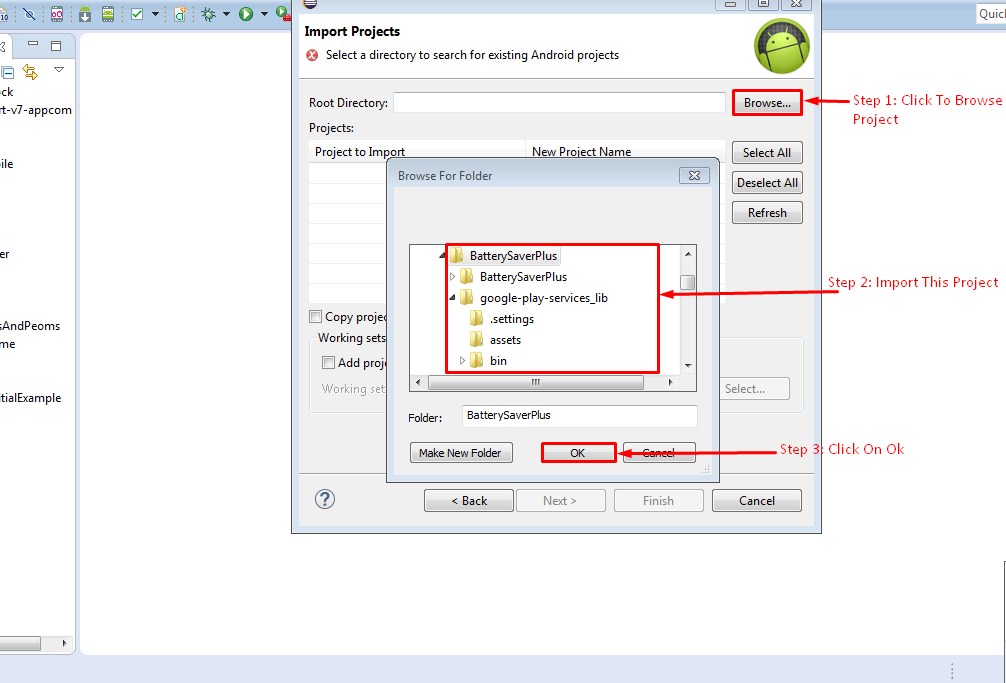 Quic
Import Projects
Select a directory to search for existing Android projects
ock
rt-v7-appcom
Root Directory:
Browse...
Step 1: Click To Browse
Project
Projects:
Project to Import
New Project Name
Select All
ile
Browse For Folder
Deselect All
Refresh
er
BatterySaverPlus
BatterySaverPlus
Step 2: Import This Project
google-play-services_lib
.settings
Copy projec
sAndPeoms
Working sets
assets
me
Add proje
bin
Working set
Select...
itialExample
Folder:
BatterySaverPlus
Make New Folder
OK
Cancel
Step 3: Click On Ok
?
< Back
Next >
Finish
Cancel